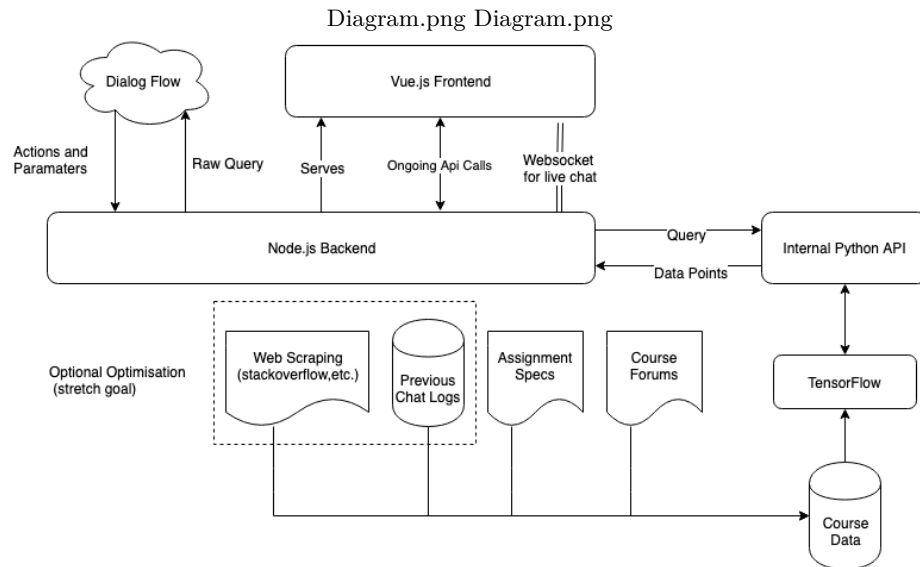 Diagram.png Diagram.png
Dialog Flow
Vue.js Frontend
Actions and
Paramaters
Raw Query
Serves
Ongoing Api Calls
Websocket
for live chat
Node.js Backend
Query
Data Points
Internal Python API
Optional Optimisation
(stretch goal)
Web Scraping
(stackoverflow,etc.)
Previous
Chat Logs
Assignment
Specs
Course
Forums
TensorFlow
Course
Data